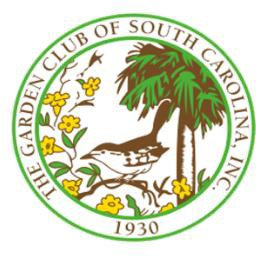 THE GARDEN CLUB OF SOUTH CAROLINA, INC.
1930